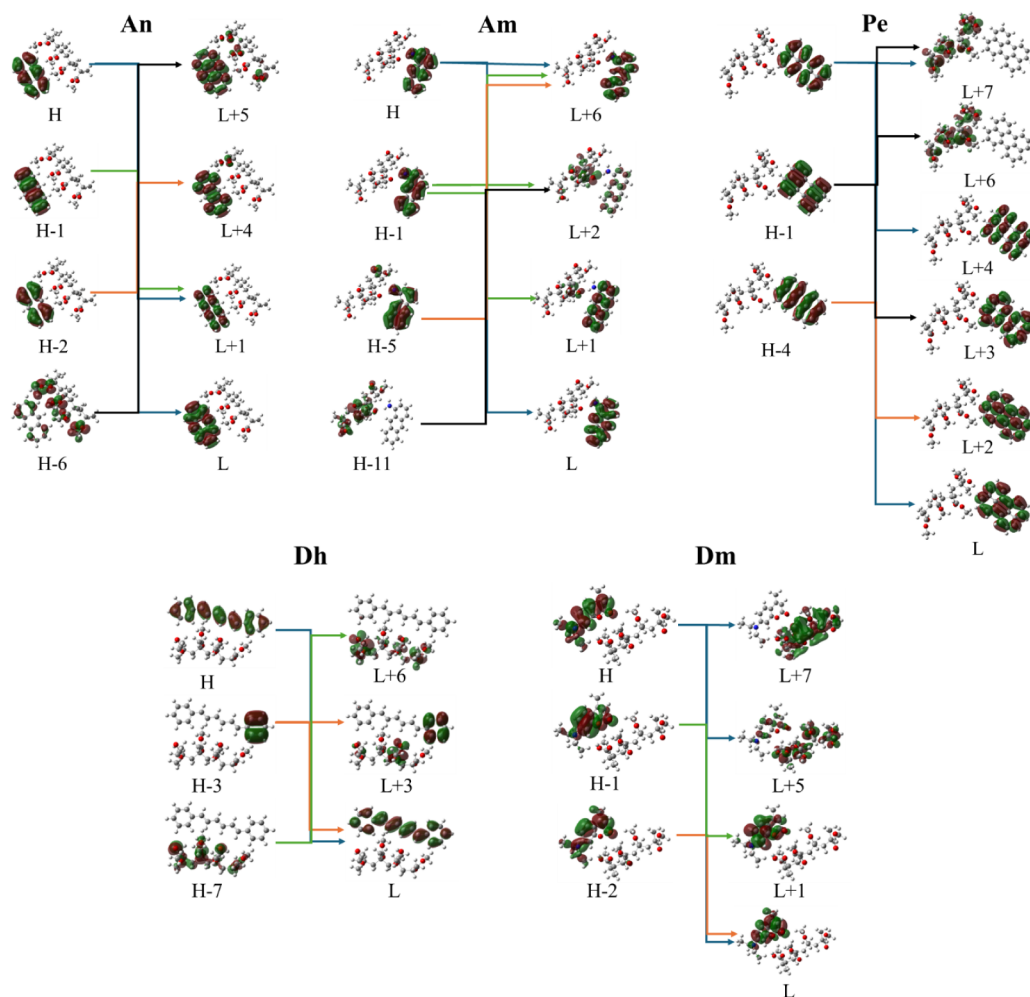 An
Am
Pe
H
L+5
H
L+6
L+7
H-1
L+4
H-1
L+2
H-1
L+6
L+4
H-2
L+1
H-5
L+1
H-4
L+3
H-6
L
H-11
L
L+2
L
Dh
Dm
H
L+6
H
L+7
H-3
L+3
H-1
L+5
H-7
L
H-2
L+1
L